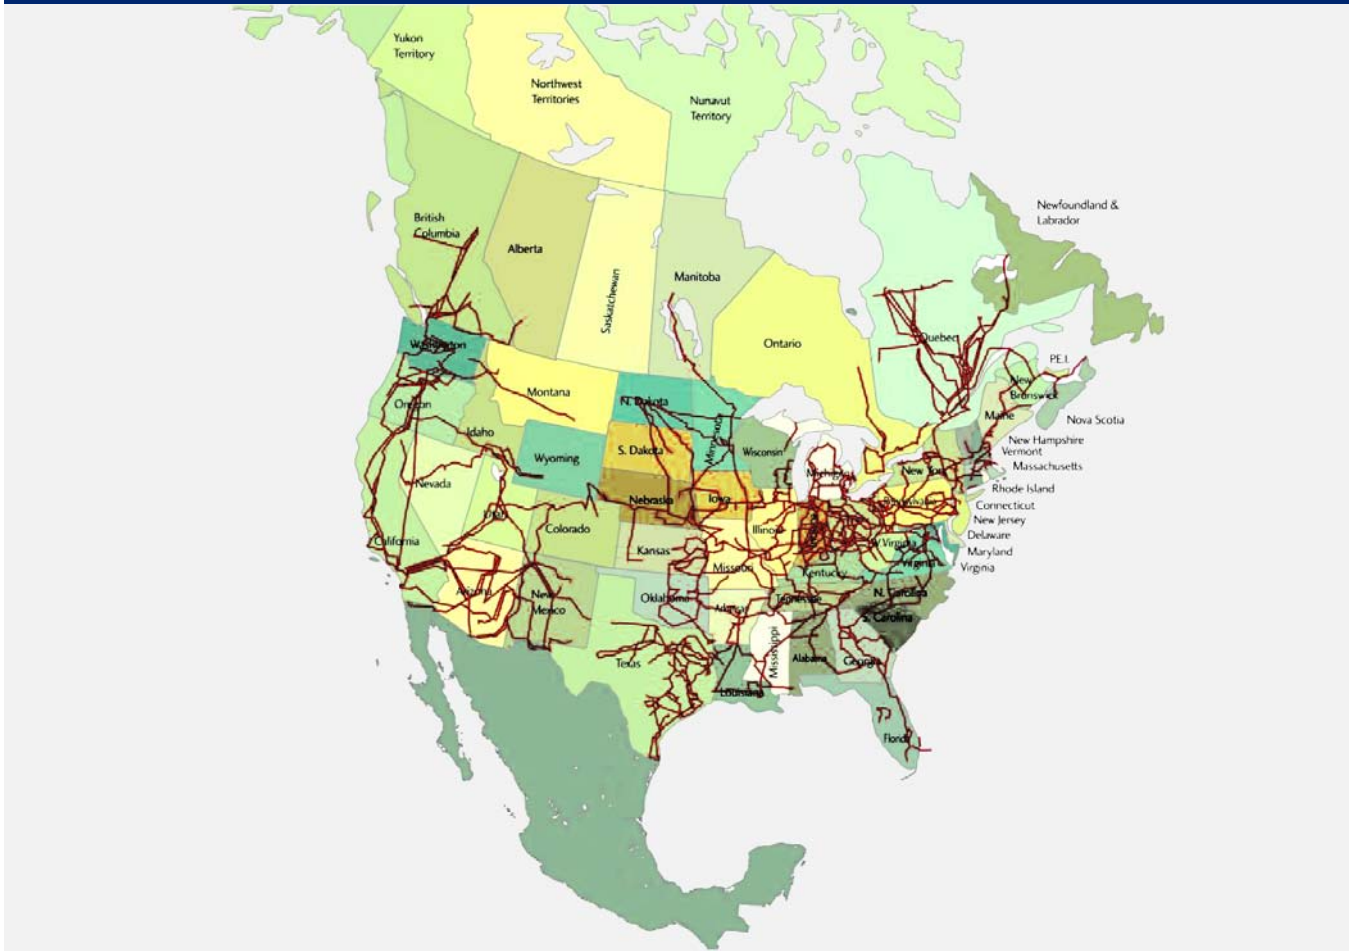 Yukon
Territory
Northwest
Territories
Nunavut
Territory
Newfoundland &
Labrador
British
Columbia
Alberta
Saskatchewan
Manitoba
Ontario
Quebec
P.E.I.
New
Brunswick
Nova Scotia
Maine
New Hampshire
Vermont
Massachusetts
Rhode Island
Connecticut
New Jersey
Delaware
Maryland
Virginia
Washington
Montana
N. Dakota
Minnesota
Oregon
Idaho
Wyoming
S. Dakota
Wisconsin
Michigan
New York
Nevada
Utah
Colorado
Nebraska
Iowa
Illinois
Pennsylvania
California
Kansas
Missouri
Kentucky
W.Virginia
Virginia
Arizona
New
Mexico
Oklahoma
Arkansas
Tennessee
N. Carolina
S. Carolina
Texas
Louisiana
Mississippi
Alabama
Georgia
Florida